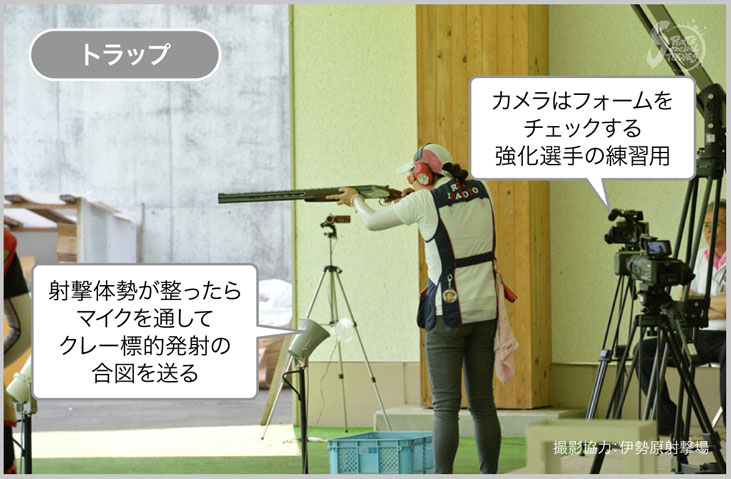 トラップ
カメラはフォームを
チェックする
強化選手の練習用
射撃体勢が整ったら
マイクを通して
クレー標的発射の
合図を送る
撮影協力：伊勢原射撃場